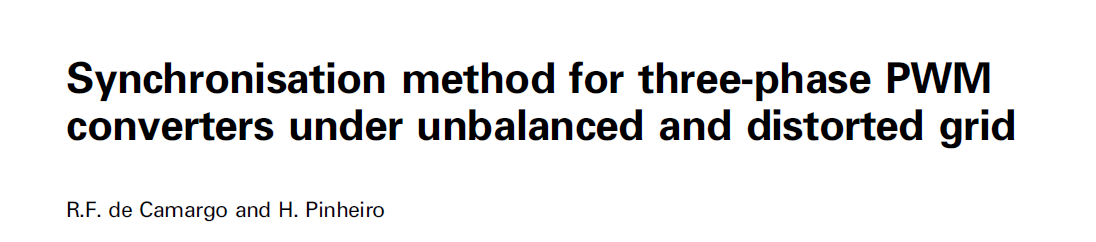 Synchronisation method for three-phase PWM
converters under unbalanced and distorted grid
R.F. de Camargo and H. Pinheiro